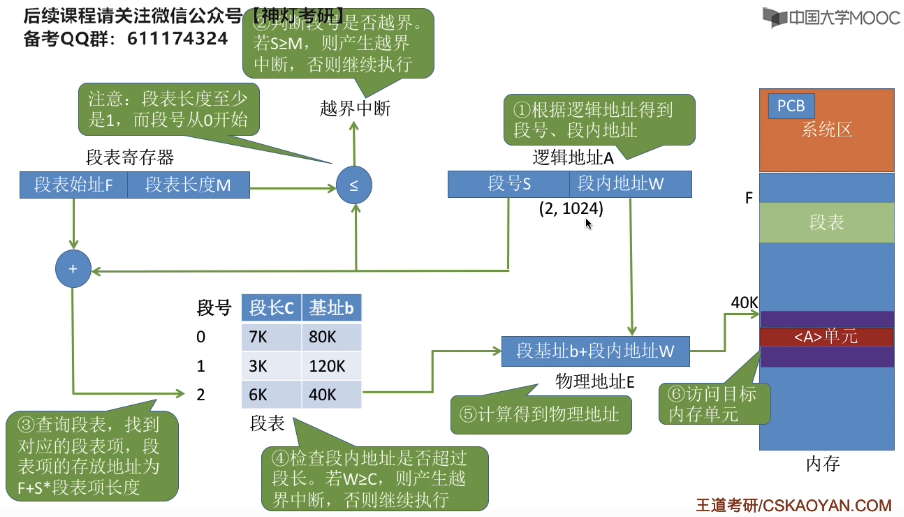 后续课程请关注微信公众号【神灯考研】
备考QQ群：611174324
中国大学MOOC
②判断段号是否越界。
若S≥M，则产生越界
中断，否则继续执行
注意：段表长度至少
是1，而段号从0开始
越界中断
①根据逻辑地址得到
段号、段内地址
PCB
系统区
段表寄存器
逻辑地址A
段表始址F
段表长度M
≤
段号S
段内地址W
(2, 1024)
F
段表
+
段号
段长C
基址b
0
7K
80K
1
3K
120K
2
6K
40K
段表
40K
<A>单元
段基址b+段内地址W
物理地址E
③查询段表，找到
对应的段表项，段
表项的存放地址为
F+S*段表项长度
④检查段内地址是否超过
段长。若W≥C，则产生越
界中断，否则继续执行
⑤计算得到物理地址
⑥访问目标
内存单元
内存
王道考研/CSKAOYAN.COM